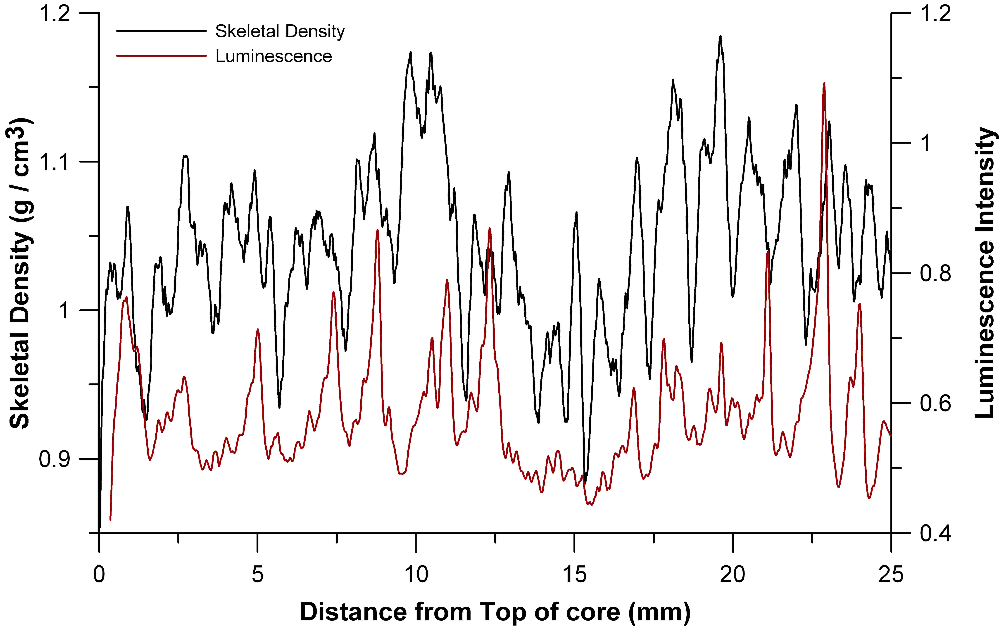 Skeletal Density
Luminescence
Skeletal Density (g / cm3)
1.2
1.1
1
0.9
Luminescence Intensity
1.2
1
0.8
0.6
0.4
0 5 10 15 20 25
Distance from Top of core (mm)